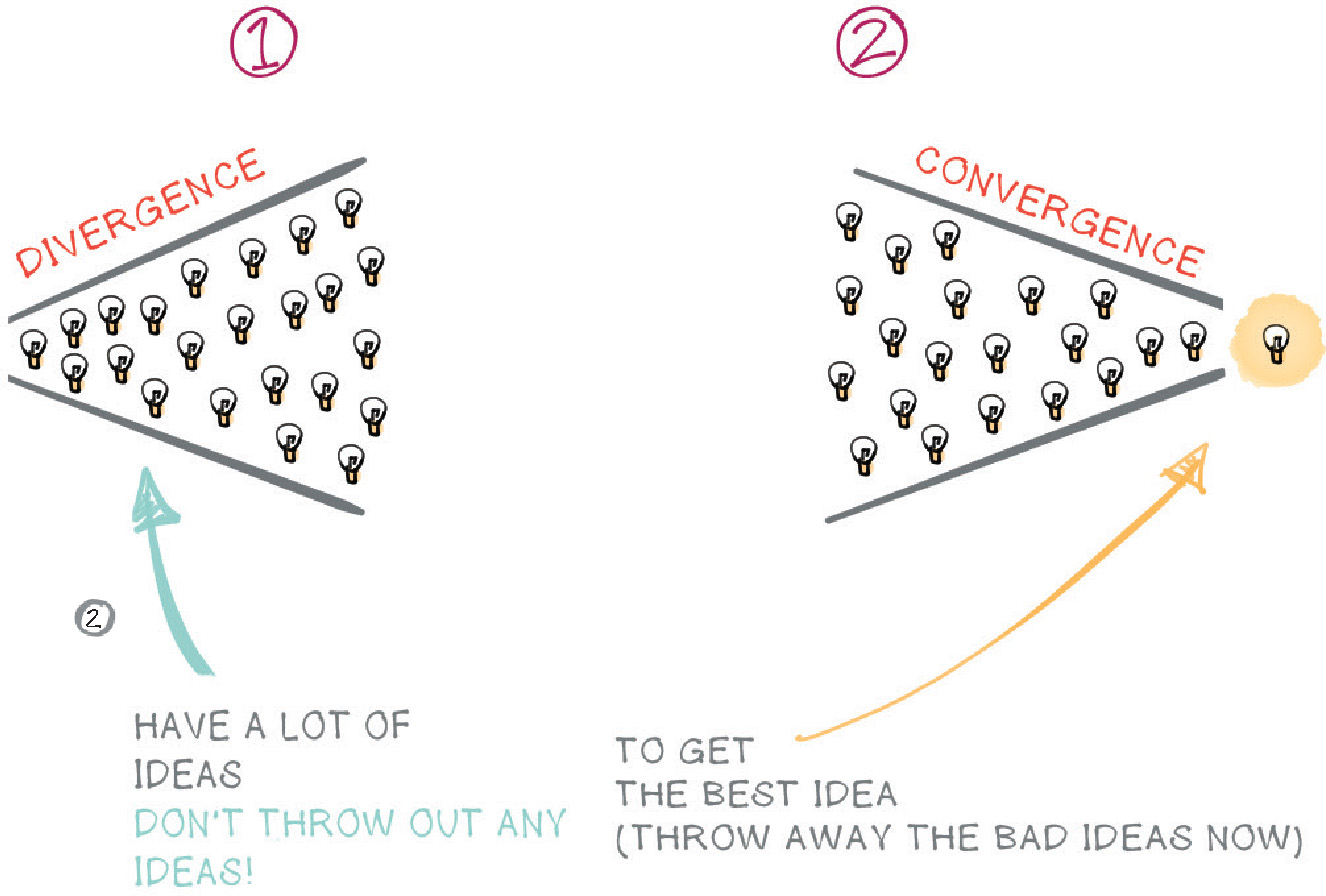 1
2
DIVERGENCE
CONVERGENCE
2
HAVE A LOT OF
IDEAS
DON'T THROW OUT ANY
IDEAS!
TO GET
THE BEST IDEA
(THROW AWAY THE BAD IDEAS NOW)